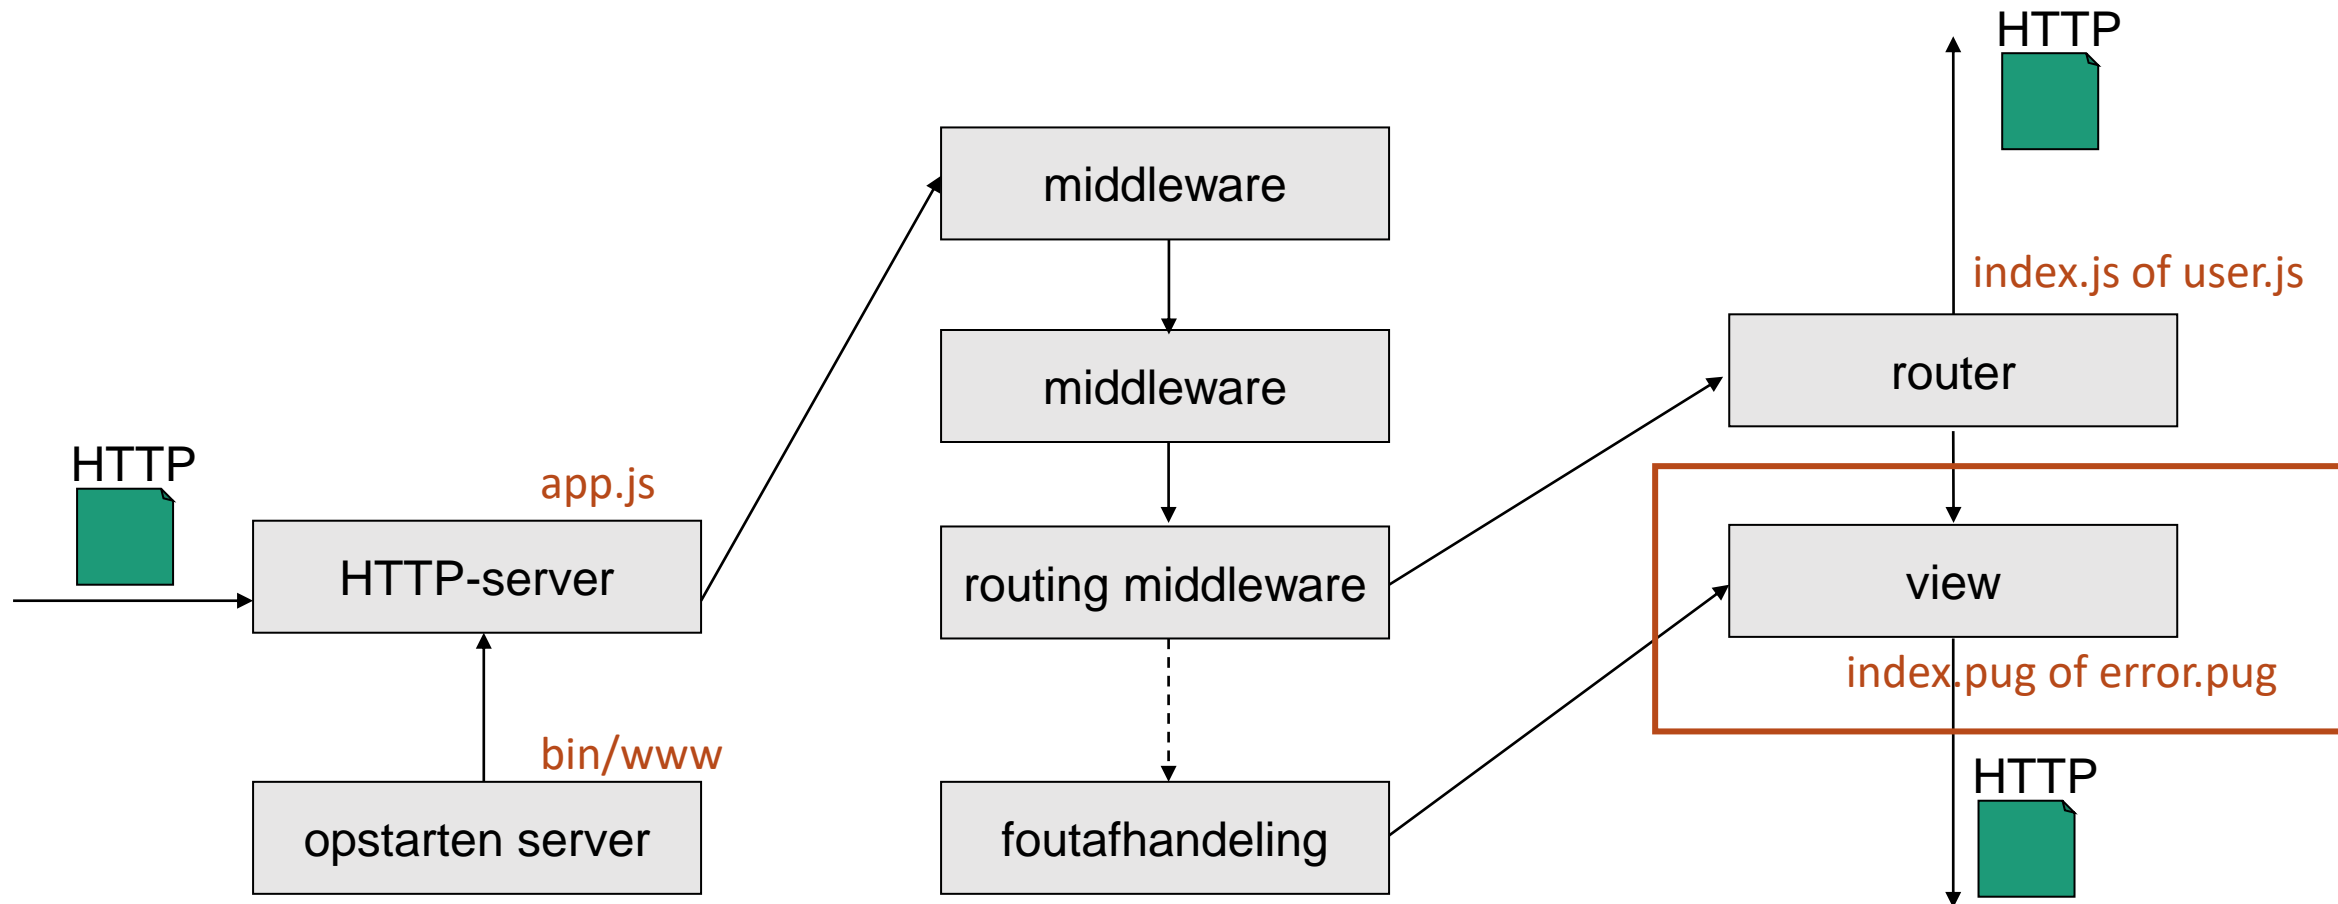 HTTP
app.js
HTTP-server
bin/www
opstarten server
middleware
middleware
routing middleware
foutafhandeling
HTTP
index.js of user.js
router
view
index.pug of error.pug
HTTP